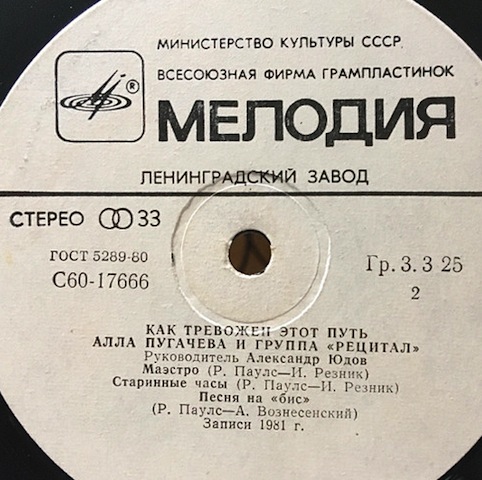 МИНИСТЕРСТВО КУЛЬТУРЫ СССР
ВСЕСОЮЗНАЯ ФИРМА ГРАМПЛАСТИНОК
®
МЕЛОДИЯ
ЛЕНИНГРАДСКИЙ ЗАВОД
СТЕРЕО 33
ГОСТ 5289-80
С60-17666
Гр. 3. 3 25
2
КАК ТРЕВОЖЕН ЭТОТ ПУТЬ
АЛЛА ПУГАЧЕВА И ГРУППА «РЕЦИТАЛ»
Руководитель Александр Юдов
Маэстро (Р. Паулс—И. Резник)
Старинные часы (Р. Паулс—И. Резник)
Песня на «бис»
(Р. Паулс—А. Вознесенский)
Записи 1981 г.